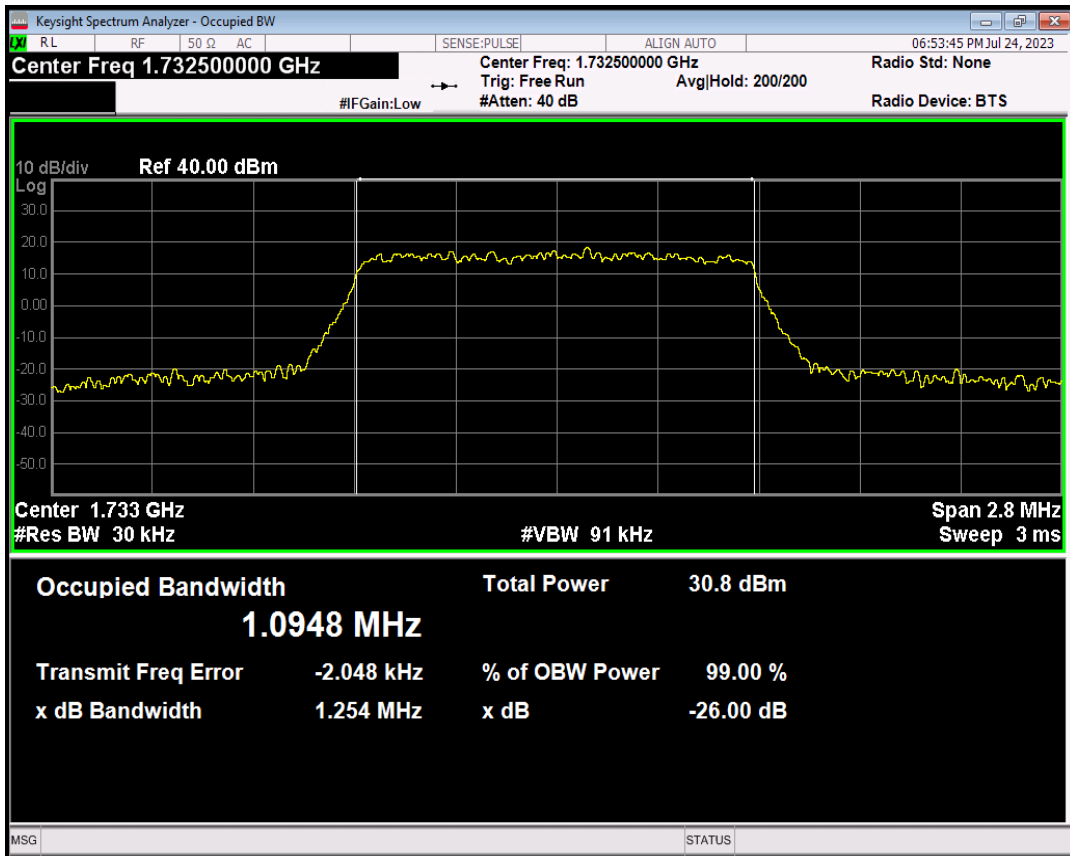 Keysight Spectrum Analyzer - Occupied BW
LXI RL RF 50 Ω AC SENSE:PULSE ALIGN AUTO 06:53:45 PM Jul 24, 2023
Center Freq 1.732500000 GHz Center Freq: 1.732500000 GHz Radio Std: None
Trig: Free Run Avg|Hold: 200/200
#IFGain:Low #Atten: 40 dB Radio Device: BTS
10 dB/div Ref 40.00 dBm
Log
30.0
20.0
10.0
0.00
-10.0
-20.0
-30.0
-40.0
-50.0
Center 1.733 GHz Span 2.8 MHz
#Res BW 30 kHz #VBW 91 kHz Sweep 3 ms
Occupied Bandwidth Total Power 30.8 dBm
1.0948 MHz
Transmit Freq Error -2.048 kHz % of OBW Power 99.00 %
x dB Bandwidth 1.254 MHz x dB -26.00 dB
MSG STATUS